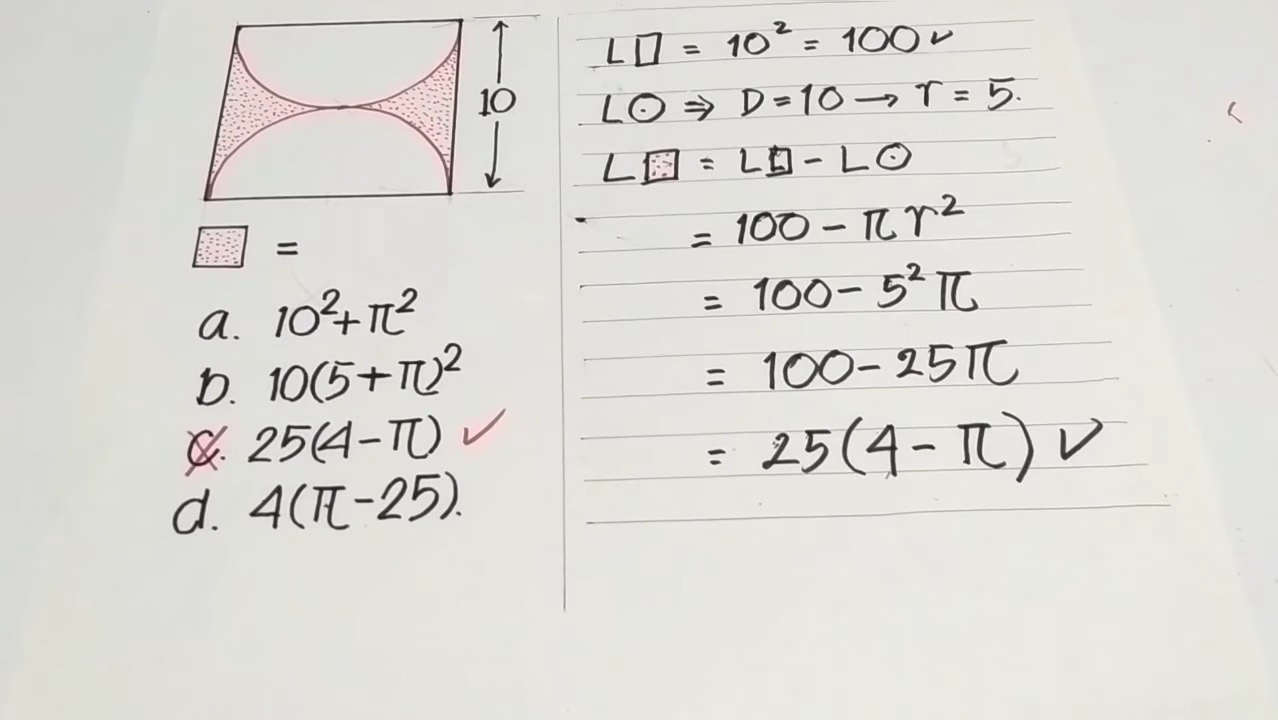 10
=
a. 10²+π²
b. 10(5+π)²
c. 25(4-π) ✓
d. 4(π-25).
L□ = 10² = 100 ✓
L⊙ ⇒ D=10 → r = 5.
L▨ = L□ - L⊙
= 100 - πr²
= 100 - 5²π
= 100 - 25π
= 25(4-π) ✓